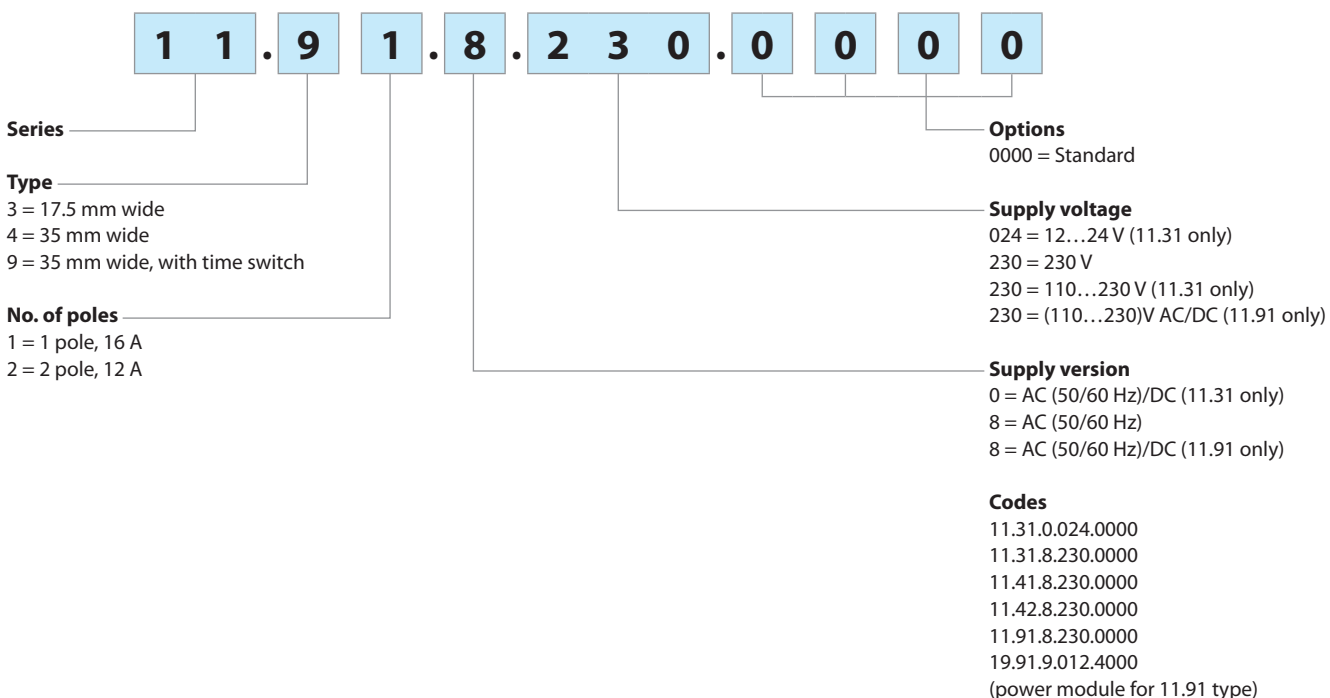 1 1 . 9 1 . 8 . 2 3 0 . 0 0 0 0
Series
Type
3 = 17.5 mm wide
4 = 35 mm wide
9 = 35 mm wide, with time switch
No. of poles
1 = 1 pole, 16 A
2 = 2 pole, 12 A
Options
0000 = Standard
Supply voltage
024 = 12…24 V (11.31 only)
230 = 230 V
230 = 110…230 V (11.31 only)
230 = (110…230)V AC/DC (11.91 only)
Supply version
0 = AC (50/60 Hz)/DC (11.31 only)
8 = AC (50/60 Hz)
8 = AC (50/60 Hz)/DC (11.91 only)
Codes
11.31.0.024.0000
11.31.8.230.0000
11.41.8.230.0000
11.42.8.230.0000
11.91.8.230.0000
19.91.9.012.4000
(power module for 11.91 type)